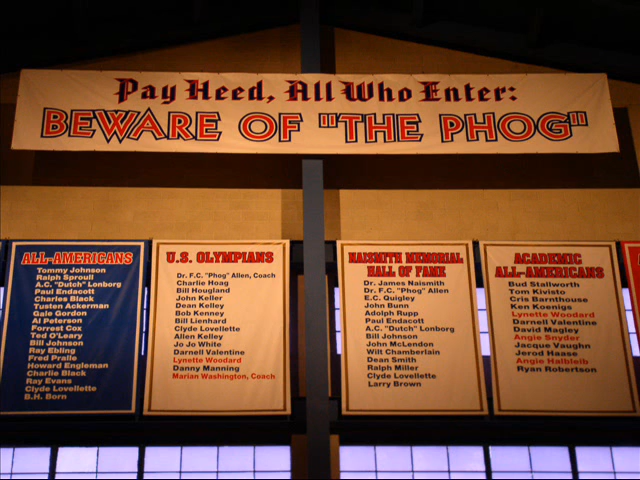 Pay Heed, All Who Enter:
BEWARE OF "THE PHOG"
ALL-AMERICANS
Tommy Johnson
Ralph Sproull
A.C. "Dutch" Lonborg
Paul Endacott
Charles Black
Tusten Ackerman
Gale Gordon
Al Peterson
Forrest Cox
Ted O'Leary
Bill Johnson
Ray Ebling
Fred Pralle
Howard Engleman
Charlie Black
Ray Evans
Clyde Lovellette
B.H. Born
U.S. OLYMPIANS
Dr. F.C. "Phog" Allen, Coach
Charlie Hoag
Bill Hougland
John Keller
Dean Kelley
Bob Kenney
Bill Lienhard
Clyde Lovellette
Allen Kelley
Jo Jo White
Darnell Valentine
Lynette Woodard
Danny Manning
Marian Washington, Coach
NAISMITH MEMORIAL
HALL OF FAME
Dr. James Naismith
Dr. F.C. "Phog" Allen
E.C. Quigley
John Bunn
Adolph Rupp
Paul Endacott
A.C. "Dutch" Lonborg
Bill Johnson
John McLendon
Wilt Chamberlain
Dean Smith
Ralph Miller
Clyde Lovellette
Larry Brown
ACADEMIC
ALL-AMERICANS
Bud Stallworth
Tom Kivisto
Cris Barnthouse
Ken Koenigs
Lynette Woodard
Darnell Valentine
David Magley
Angie Snyder
Jacque Vaughn
Jerod Haase
Angie Halbleib
Ryan Robertson